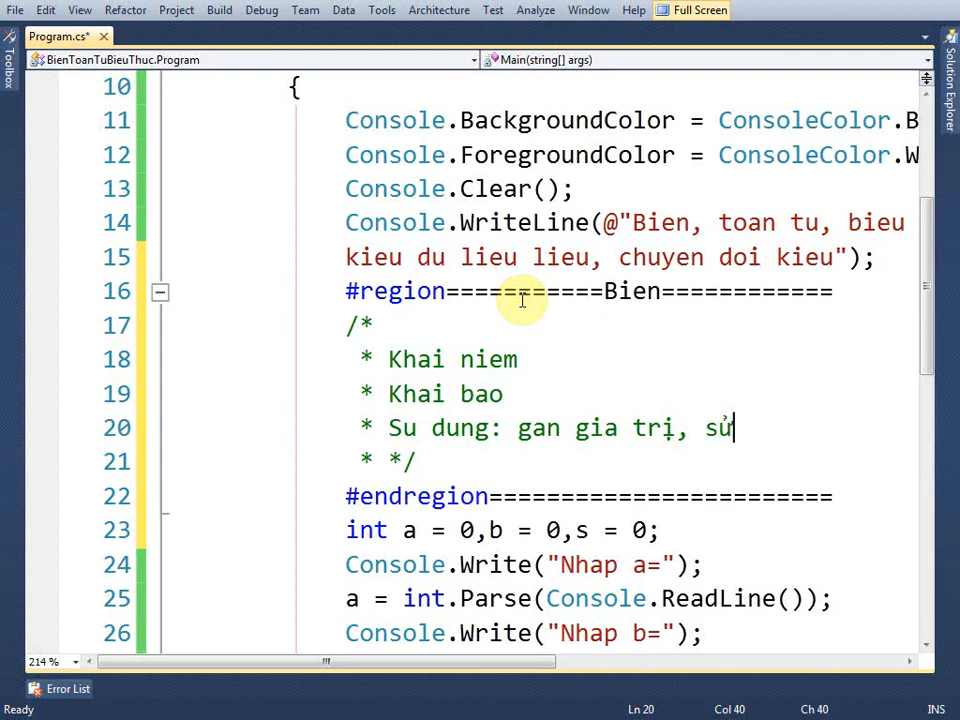 File Edit View Refactor Project Build Debug Team Data Tools Architecture Test Analyze Window Help Full Screen
Program.cs*
BienToanTuBieuThuc.Program Main(string[] args)
Toolbox
Solution Explorer
10 {
11 Console.BackgroundColor = ConsoleColor.B
12 Console.ForegroundColor = ConsoleColor.W
13 Console.Clear();
14 Console.WriteLine(@"Bien, toan tu, bieu
15 kieu du lieu lieu, chuyen doi kieu");
16 #region===========Bien============
17 /*
18 * Khai niem
19 * Khai bao
20 * Su dung: gan gia trị, sử
21 * */
22 #endregion========================
23 int a = 0,b = 0,s = 0;
24 Console.Write("Nhap a=");
25 a = int.Parse(Console.ReadLine());
26 Console.Write("Nhap b=");
214 %
Error List
Ready Ln 20 Col 40 Ch 40 INS